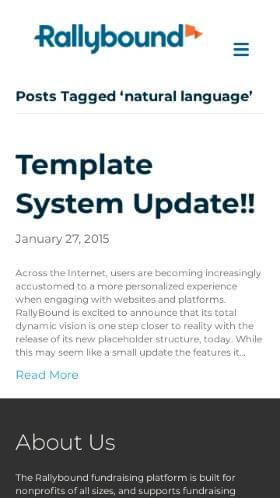 Rallybound
Posts Tagged ‘natural language’
Template
System Update!!
January 27, 2015
Across the Internet, users are becoming increasingly
accustomed to a more personalized experience
when engaging with websites and platforms.
RallyBound is excited to announce that its total
dynamic vision is one step closer to reality with the
release of its new placeholder structure, today. While
this may seem like a small update the features it...
Read More
About Us
The Rallybound fundraising platform is built for
nonprofits of all sizes, and supports fundraising